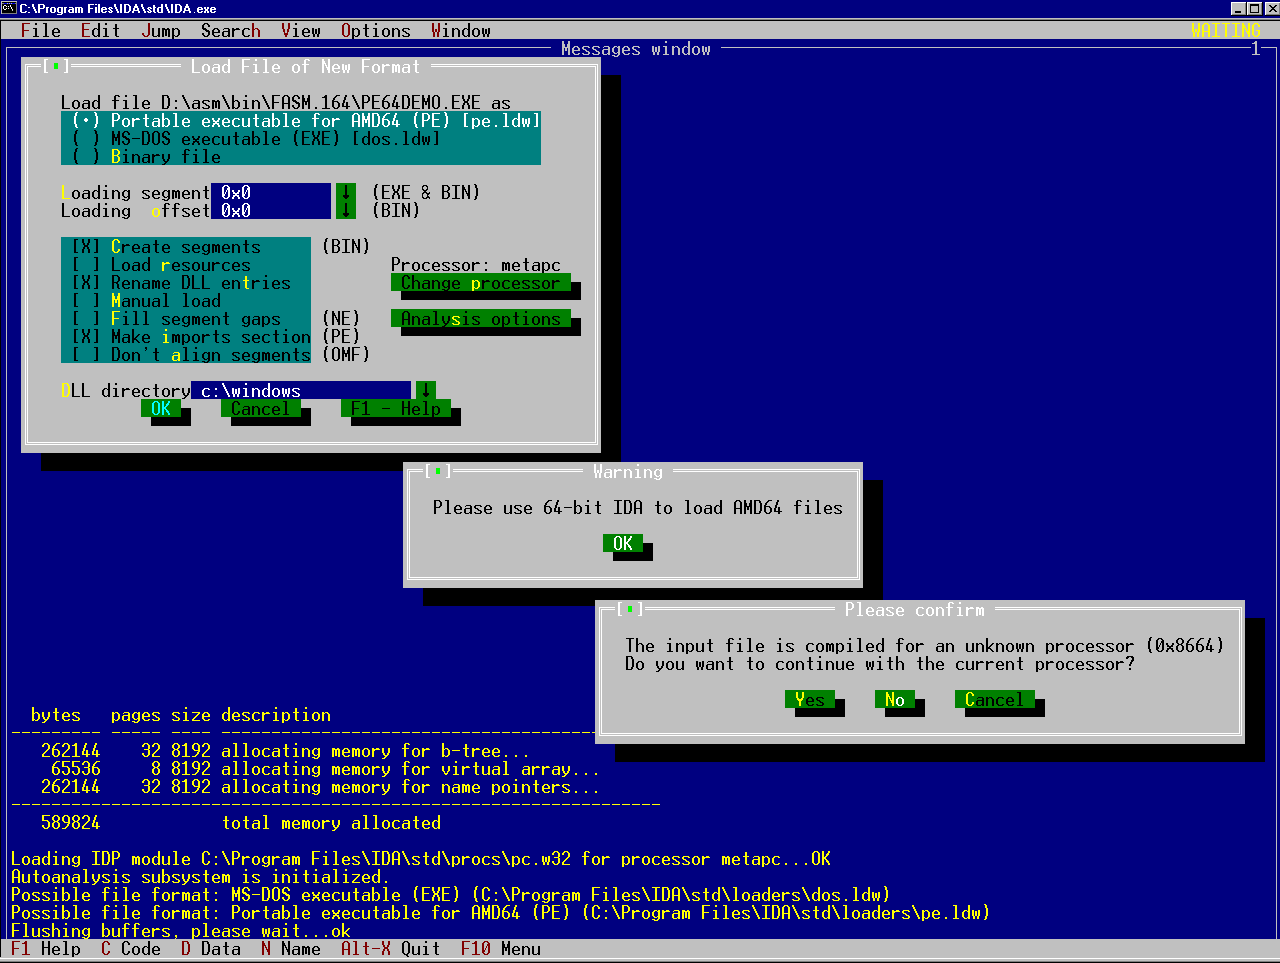 C:\Program Files\IDA\std\IDA.exe
File Edit Jump Search View Options Window WAITING
Messages window 1
[•] Load File of New Format
Load file D:\asm\bin\FASM.164\PE64DEMO.EXE as
(•) Portable executable for AMD64 (PE) [pe.ldw]
( ) MS-DOS executable (EXE) [dos.ldw]
( ) Binary file
Loading segment 0x0 ↓ (EXE & BIN)
Loading offset 0x0 ↓ (BIN)
[X] Create segments (BIN)
[ ] Load resources Processor: metapc
[X] Rename DLL entries Change processor
[ ] Manual load
[ ] Fill segment gaps (NE) Analysis options
[X] Make imports section (PE)
[ ] Don't align segments (OMF)
DLL directory c:\windows ↓
OK Cancel F1 - Help
[•] Warning
Please use 64-bit IDA to load AMD64 files
OK
[•] Please confirm
The input file is compiled for an unknown processor (0x8664)
Do you want to continue with the current processor?
Yes No Cancel
bytes pages size description
--------- ----- ---- --------------------------------------------
262144 32 8192 allocating memory for b-tree...
65536 8 8192 allocating memory for virtual array...
262144 32 8192 allocating memory for name pointers...
-----------------------------------------------------------------
589824 total memory allocated
Loading IDP module C:\Program Files\IDA\std\procs\pc.w32 for processor metapc...OK
Autoanalysis subsystem is initialized.
Possible file format: MS-DOS executable (EXE) (C:\Program Files\IDA\std\loaders\dos.ldw)
Possible file format: Portable executable for AMD64 (PE) (C:\Program Files\IDA\std\loaders\pe.ldw)
Flushing buffers, please wait...ok
F1 Help C Code D Data N Name Alt-X Quit F10 Menu